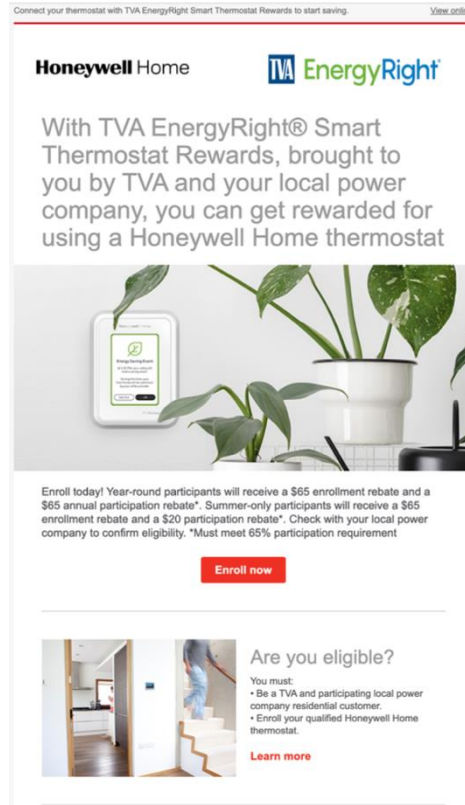 Connect your thermostat with TVA EnergyRight Smart Thermostat Rewards to start saving.
View onli
Honeywell Home
TVA EnergyRight®
With TVA EnergyRight® Smart
Thermostat Rewards, brought to
you by TVA and your local power
company, you can get rewarded for
using a Honeywell Home thermostat
Energy Saving Event
Enroll today! Year-round participants will receive a $65 enrollment rebate and a
$65 annual participation rebate*. Summer-only participants will receive a $65
enrollment rebate and a $20 participation rebate*. Check with your local power
company to confirm eligibility. *Must meet 65% participation requirement
Enroll now
Are you eligible?
You must:
• Be a TVA and participating local power
company residential customer.
• Enroll your qualified Honeywell Home
thermostat.
Learn more